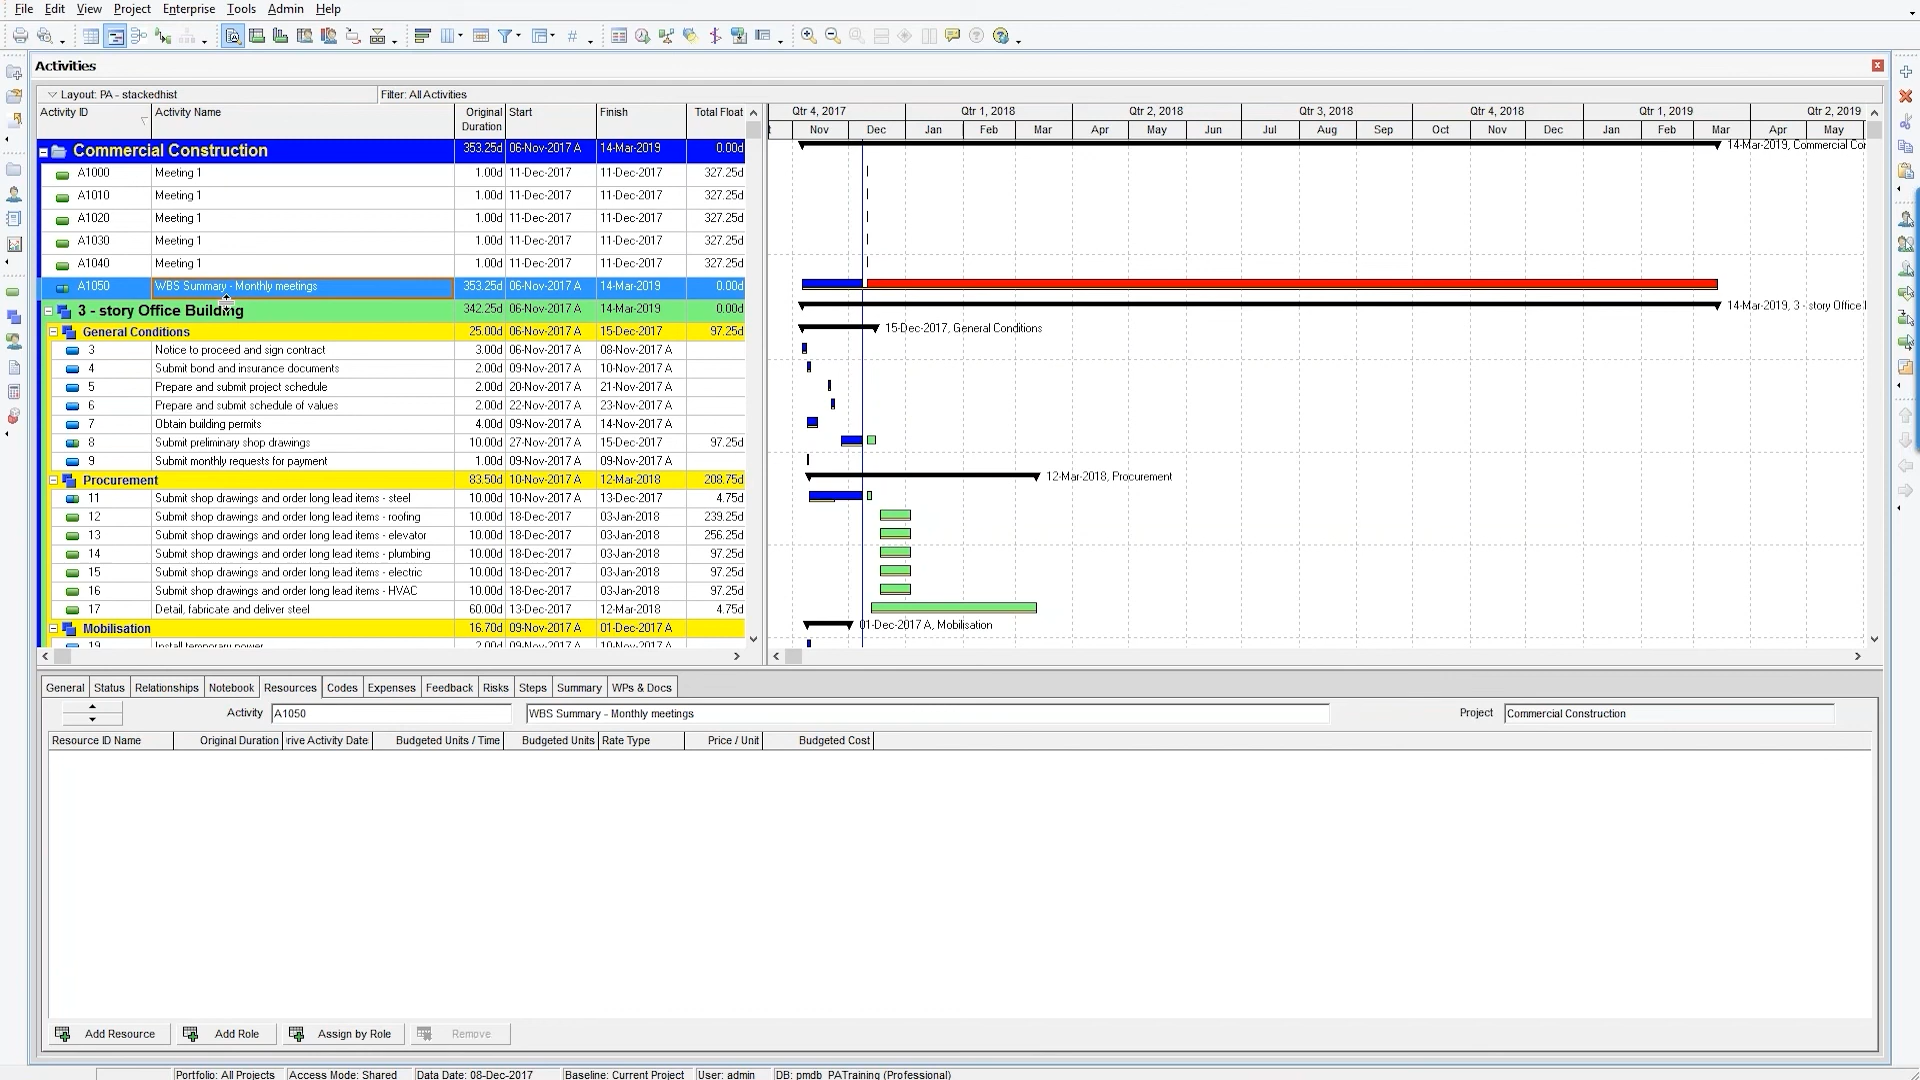 File Edit View Project Enterprise Tools Admin Help
Activities
Layout: PA - stackedhist Filter: All Activities
Activity ID Activity Name Original Duration Start Finish Total Float
Qtr 4, 2017 Qtr 1, 2018 Qtr 2, 2018 Qtr 3, 2018 Qtr 4, 2018 Qtr 1, 2019 Qtr 2, 2019
Nov Dec Jan Feb Mar Apr May Jun Jul Aug Sep Oct Nov Dec Jan Feb Mar Apr May
Commercial Construction 353.25d 06-Nov-2017 A 14-Mar-2019 0.00d 14-Mar-2019, Commercial Cor
A1000 Meeting 1 1.00d 11-Dec-2017 11-Dec-2017 327.25d
A1010 Meeting 1 1.00d 11-Dec-2017 11-Dec-2017 327.25d
A1020 Meeting 1 1.00d 11-Dec-2017 11-Dec-2017 327.25d
A1030 Meeting 1 1.00d 11-Dec-2017 11-Dec-2017 327.25d
A1040 Meeting 1 1.00d 11-Dec-2017 11-Dec-2017 327.25d
A1050 WBS Summary - Monthly meetings 353.25d 06-Nov-2017 A 14-Mar-2019 0.00d
3 - story Office Building 342.25d 06-Nov-2017 A 14-Mar-2019 0.00d 14-Mar-2019, 3 - story Office
General Conditions 25.00d 06-Nov-2017 A 15-Dec-2017 97.25d 15-Dec-2017, General Conditions
3 Notice to proceed and sign contract 3.00d 06-Nov-2017 A 08-Nov-2017 A
4 Submit bond and insurance documents 2.00d 09-Nov-2017 A 10-Nov-2017 A
5 Prepare and submit project schedule 2.00d 20-Nov-2017 A 21-Nov-2017 A
6 Prepare and submit schedule of values 2.00d 22-Nov-2017 A 23-Nov-2017 A
7 Obtain building permits 4.00d 09-Nov-2017 A 14-Nov-2017 A
8 Submit preliminary shop drawings 10.00d 27-Nov-2017 A 15-Dec-2017 97.25d
9 Submit monthly requests for payment 1.00d 09-Nov-2017 A 09-Nov-2017 A
Procurement 83.50d 10-Nov-2017 A 12-Mar-2018 208.75d 12-Mar-2018, Procurement
11 Submit shop drawings and order long lead items - steel 10.00d 10-Nov-2017 A 13-Dec-2017 4.75d
12 Submit shop drawings and order long lead items - roofing 10.00d 18-Dec-2017 03-Jan-2018 239.25d
13 Submit shop drawings and order long lead items - elevator 10.00d 18-Dec-2017 03-Jan-2018 256.25d
14 Submit shop drawings and order long lead items - plumbing 10.00d 18-Dec-2017 03-Jan-2018 97.25d
15 Submit shop drawings and order long lead items - electric 10.00d 18-Dec-2017 03-Jan-2018 97.25d
16 Submit shop drawings and order long lead items - HVAC 10.00d 18-Dec-2017 03-Jan-2018 97.25d
17 Detail, fabricate and deliver steel 60.00d 13-Dec-2017 12-Mar-2018 4.75d
Mobilisation 16.70d 09-Nov-2017 A 01-Dec-2017 A 01-Dec-2017 A, Mobilisation
19 Install temporary power 2.00d 09-Nov-2017 A 10-Nov-2017 A
General Status Relationships Notebook Resources Codes Expenses Feedback Risks Steps Summary WPs & Docs
Activity A1050 WBS Summary - Monthly meetings Project Commercial Construction
Resource ID Name Original Duration rive Activity Date Budgeted Units / Time Budgeted Units Rate Type Price / Unit Budgeted Cost
Add Resource Add Role Assign by Role Remove
Portfolio: All Projects Access Mode: Shared Data Date: 08-Dec-2017 Baseline: Current Project User: admin DB: pmdb_PATraining (Professional)